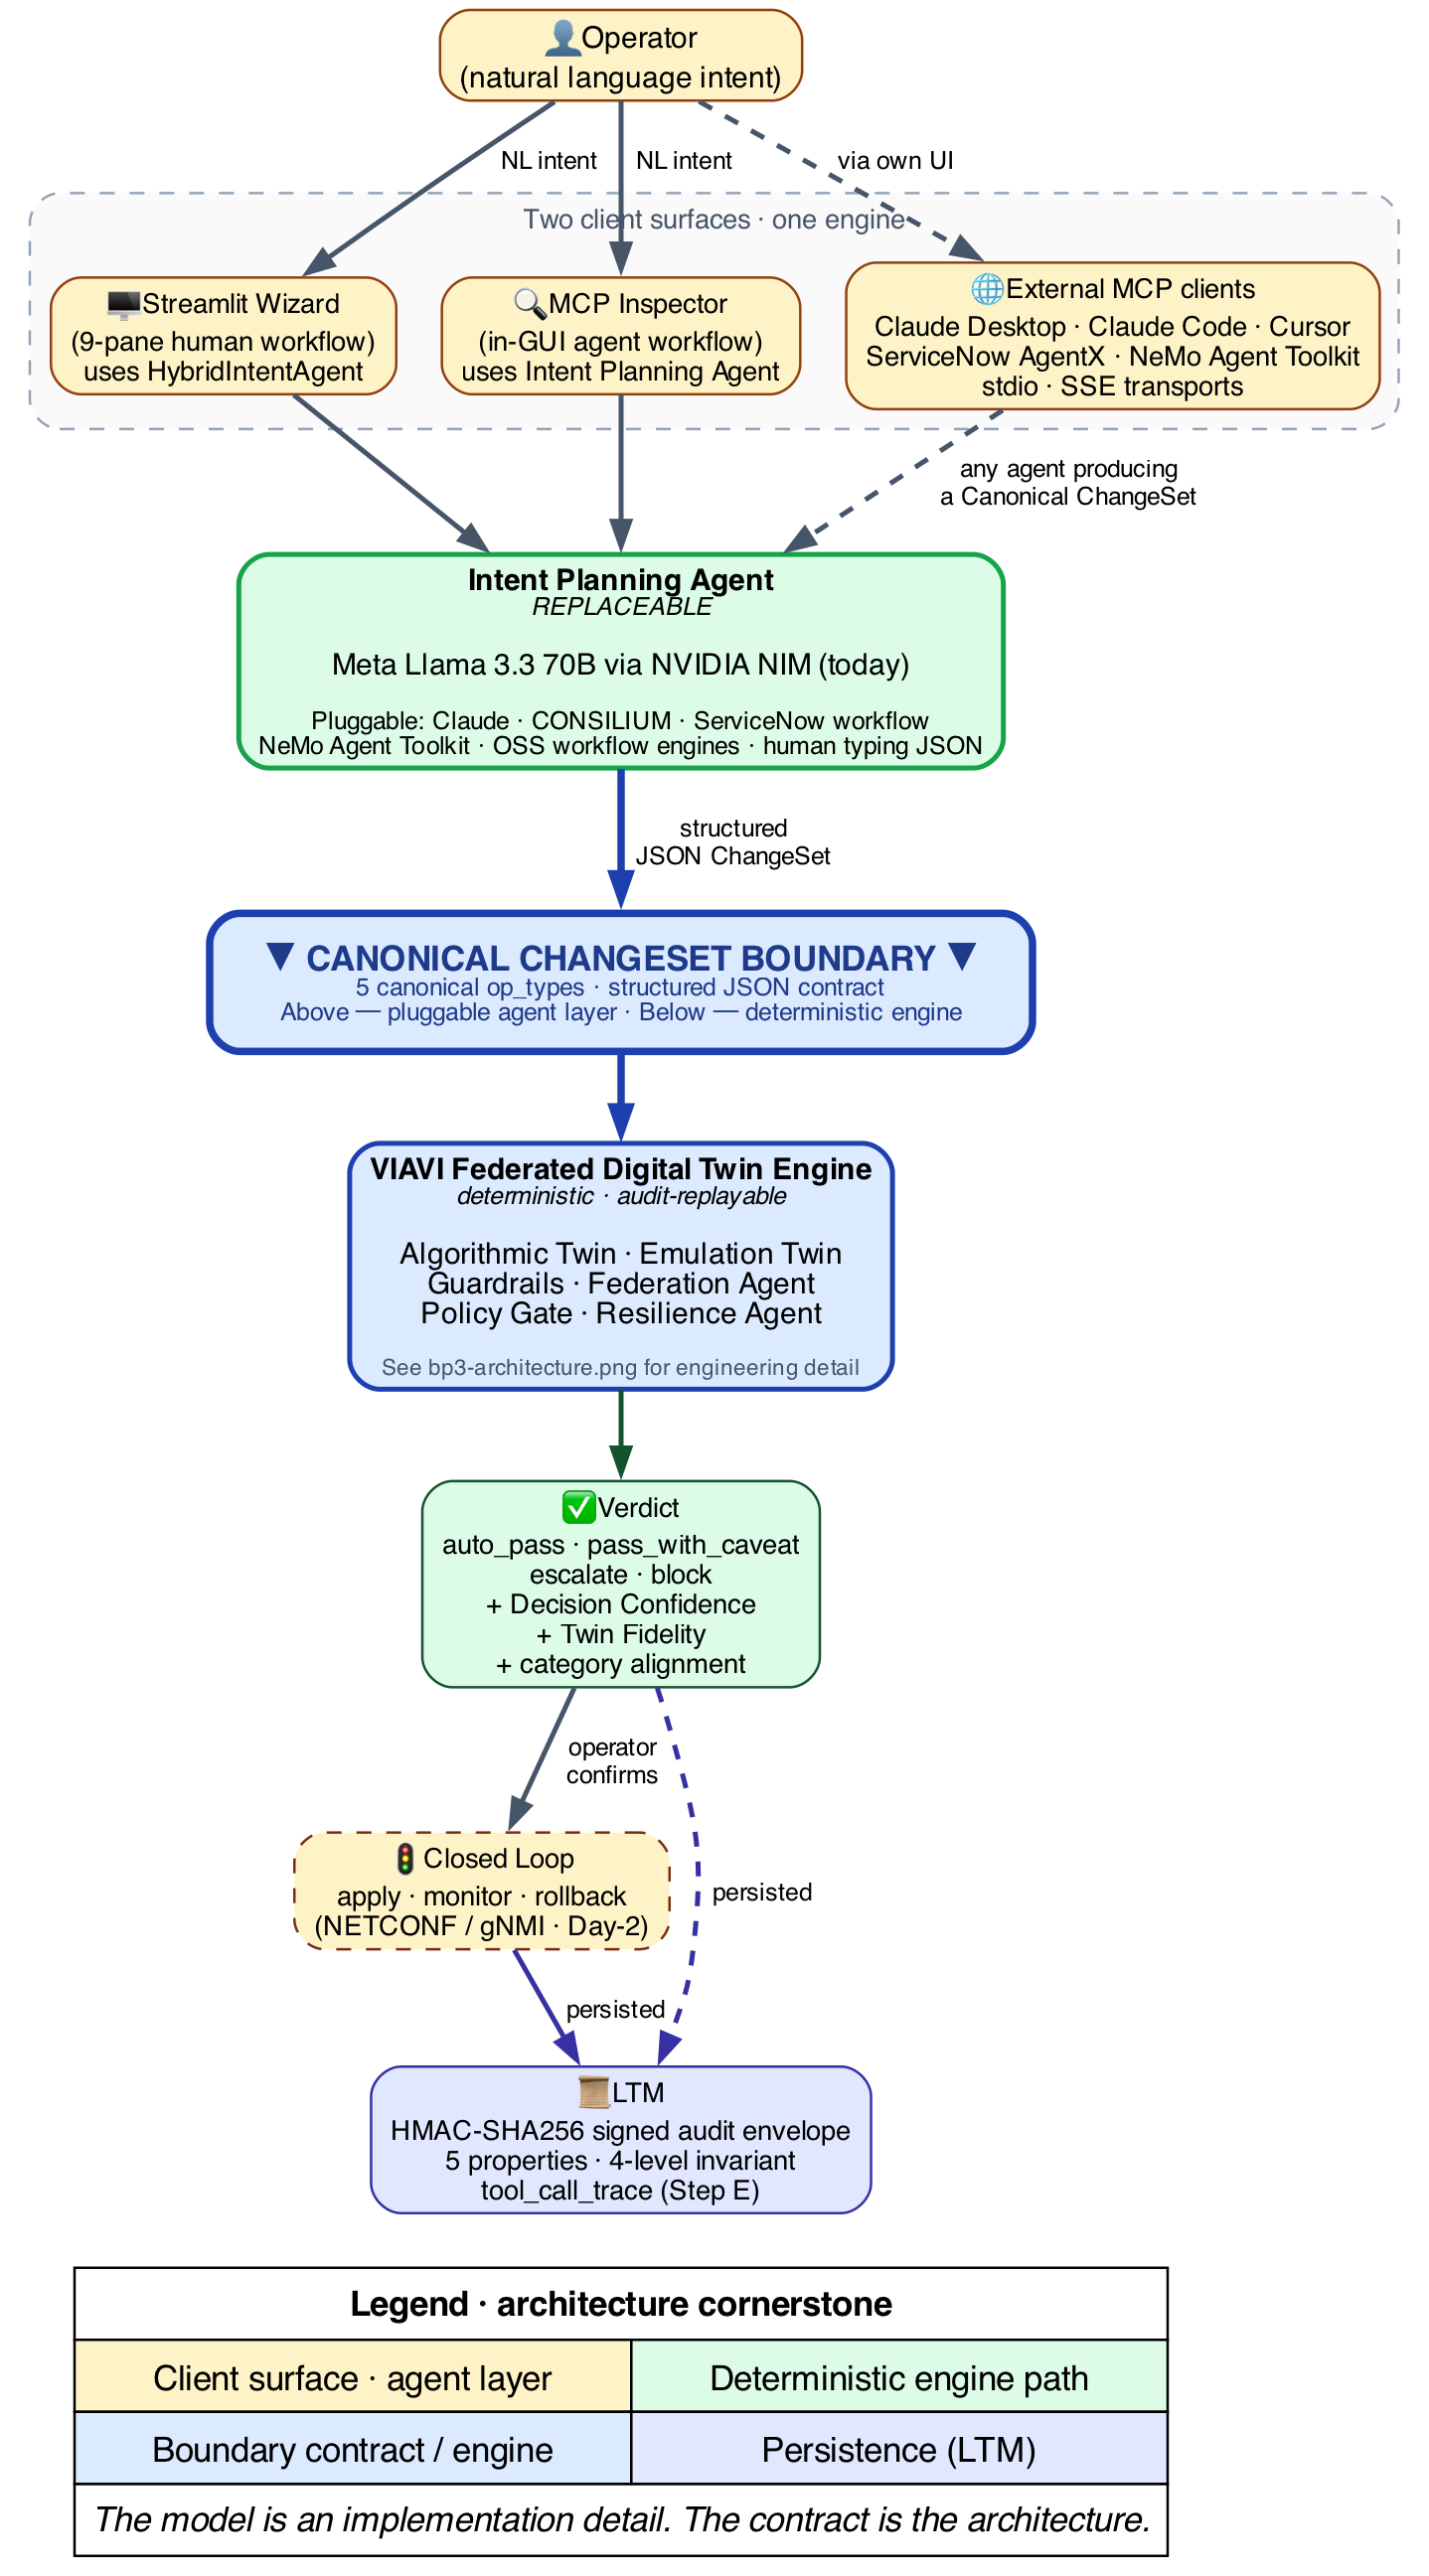 Operator
(natural language intent)
NL intent
NL intent
via own UI
Two client surfaces · one engine
Streamlit Wizard
(9-pane human workflow)
uses HybridIntentAgent
MCP Inspector
(in-GUI agent workflow)
uses Intent Planning Agent
External MCP clients
Claude Desktop · Claude Code · Cursor
ServiceNow AgentX · NeMo Agent Toolkit
stdio · SSE transports
any agent producing
a Canonical ChangeSet
Intent Planning Agent
REPLACEABLE
Meta Llama 3.3 70B via NVIDIA NIM (today)
Pluggable: Claude · CONSILIUM · ServiceNow workflow
NeMo Agent Toolkit · OSS workflow engines · human typing JSON
structured
JSON ChangeSet
▼ CANONICAL CHANGESET BOUNDARY ▼
5 canonical op_types · structured JSON contract
Above — pluggable agent layer · Below — deterministic engine
VIAVI Federated Digital Twin Engine
deterministic · audit-replayable
Algorithmic Twin · Emulation Twin
Guardrails · Federation Agent
Policy Gate · Resilience Agent
See bp3-architecture.png for engineering detail
Verdict
auto_pass · pass_with_caveat
escalate · block
+ Decision Confidence
+ Twin Fidelity
+ category alignment
operator
confirms
Closed Loop
apply · monitor · rollback
(NETCONF / gNMI · Day-2)
persisted
persisted
LTM
HMAC-SHA256 signed audit envelope
5 properties · 4-level invariant
tool_call_trace (Step E)
Legend · architecture cornerstone
Client surface · agent layer
Deterministic engine path
Boundary contract / engine
Persistence (LTM)
The model is an implementation detail. The contract is the architecture.